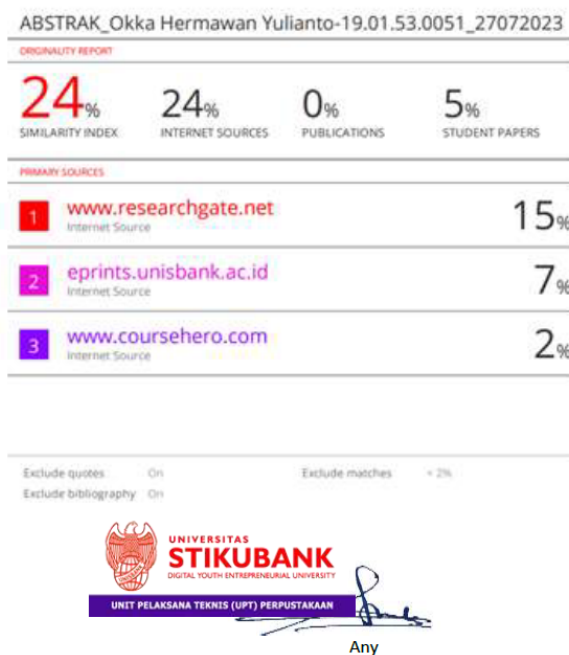 ABSTRAK_Okka Hermawan Yulianto-19.01.53.0051_27072023
ORIGINALITY REPORT
24% 24% 0% 5%
SIMILARITY INDEX INTERNET SOURCES PUBLICATIONS STUDENT PAPERS
PRIMARY SOURCES
1 www.researchgate.net 15%
Internet Source
2 eprints.unisbank.ac.id 7%
Internet Source
3 www.coursehero.com 2%
Internet Source
Exclude quotes On Exclude matches < 2%
Exclude bibliography On
UNIVERSITAS
STIKUBANK
DIGITAL YOUTH ENTREPRENEURIAL UNIVERSITY
UNIT PELAKSANA TEKNIS (UPT) PERPUSTAKAAN
Any